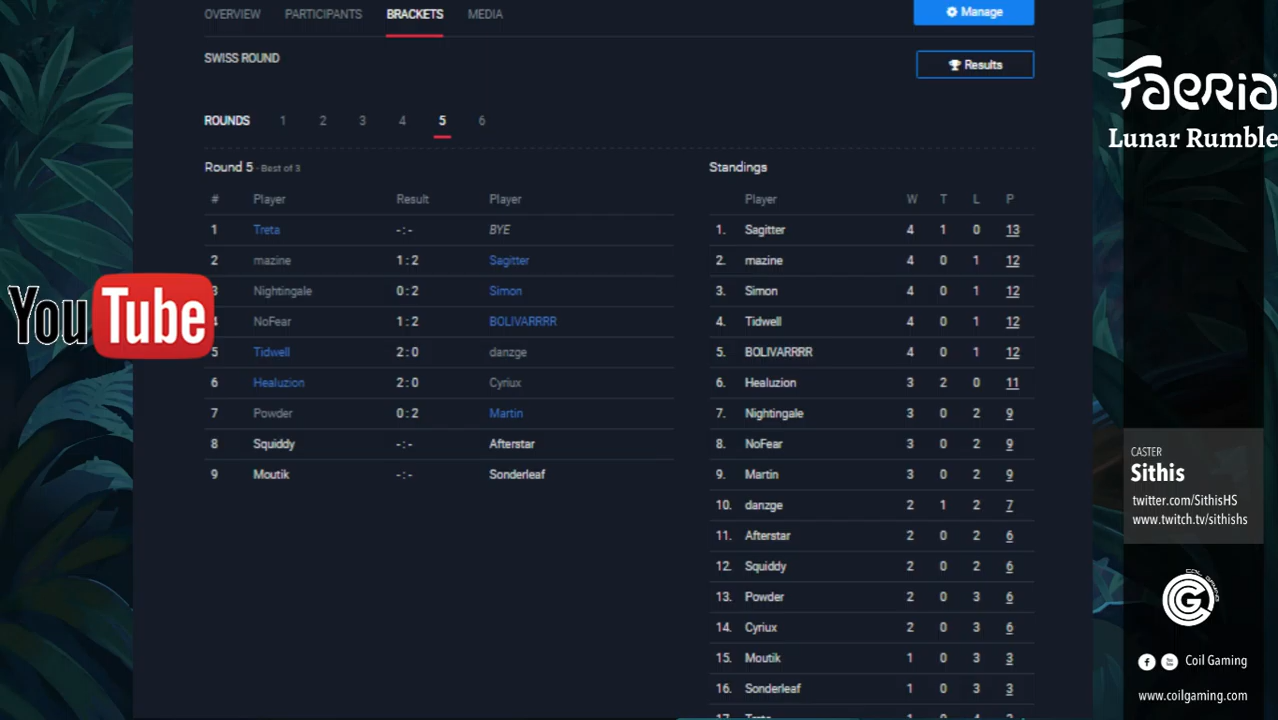 OVERVIEW PARTICIPANTS BRACKETS MEDIA
Manage
SWISS ROUND
Results
ROUNDS 1 2 3 4 5 6
Round 5 - Best of 3
# Player Result Player
1 Treta -:- BYE
2 mazine 1:2 Sagitter
3 Nightingale 0:2 Simon
4 NoFear 1:2 BOLIVARRRR
5 Tidwell 2:0 danzge
6 Healuzion 2:0 Cyriux
7 Powder 0:2 Martin
8 Squiddy -:- Afterstar
9 Moutik -:- Sonderleaf
Standings
Player W T L P
1. Sagitter 4 1 0 13
2. mazine 4 0 1 12
3. Simon 4 0 1 12
4. Tidwell 4 0 1 12
5. BOLIVARRRR 4 0 1 12
6. Healuzion 3 2 0 11
7. Nightingale 3 0 2 9
8. NoFear 3 0 2 9
9. Martin 3 0 2 9
10. danzge 2 1 2 7
11. Afterstar 2 0 2 6
12. Squiddy 2 0 2 6
13. Powder 2 0 3 6
14. Cyriux 2 0 3 6
15. Moutik 1 0 3 3
16. Sonderleaf 1 0 3 3
17. Treta 1 0 4 3
YouTube
faeria
Lunar Rumble
CASTER
Sithis
twitter.com/SithisHS
www.twitch.tv/sithishs
COIL GAMING
Coil Gaming
www.coilgaming.com